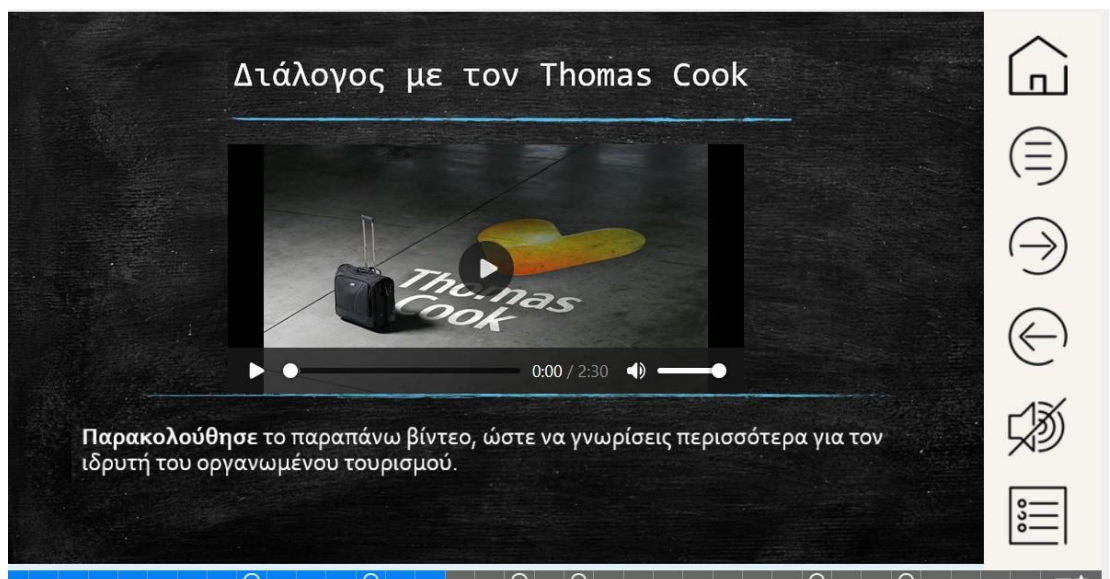 Διάλογος με τον Thomas Cook
Thomas
Cook
0:00 / 2:30
Παρακολούθησε το παραπάνω βίντεο, ώστε να γνωρίσεις περισσότερα για τον
ιδρυτή του οργανωμένου τουρισμού.